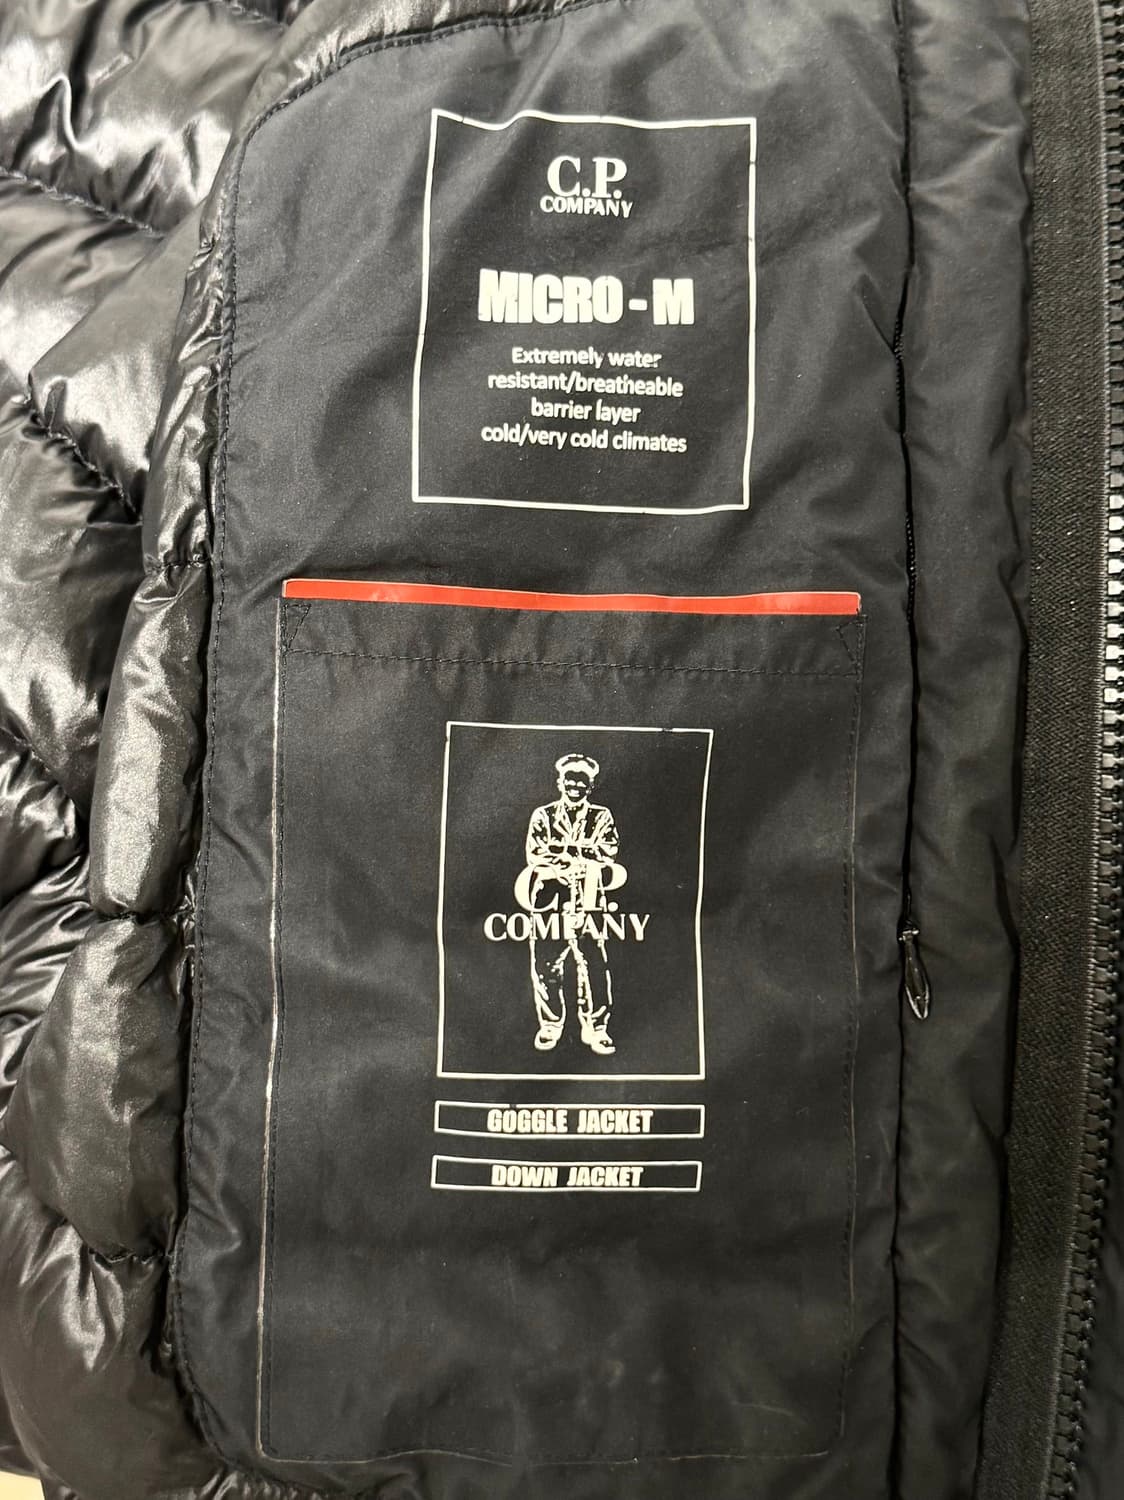 C.P.
COMPANY
MICRO - M
Extremely water
resistant/breatheable
barrier layer
cold/very cold climates
C.P.
COMPANY
GOGGLE JACKET
DOWN JACKET